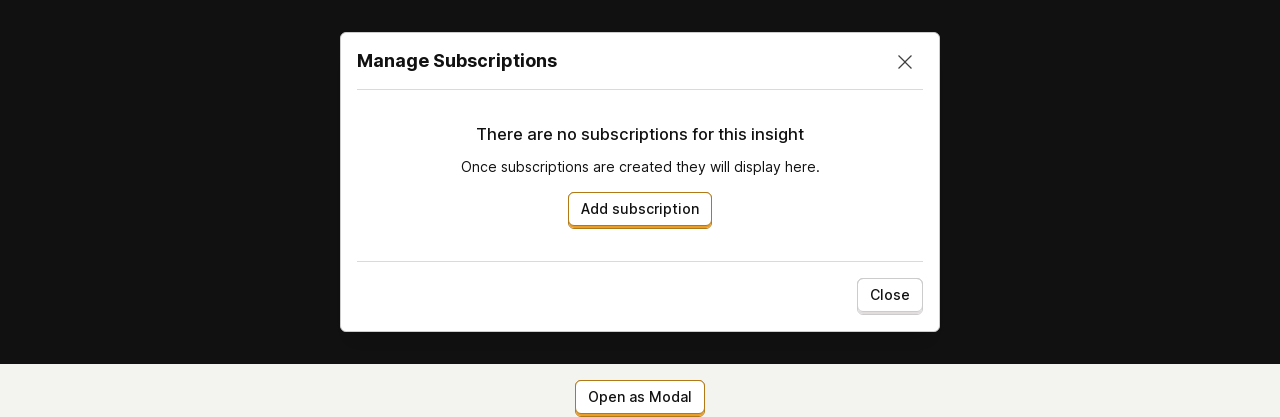 Manage Subscriptions
There are no subscriptions for this insight
Once subscriptions are created they will display here.
Add subscription
Close
Open as Modal